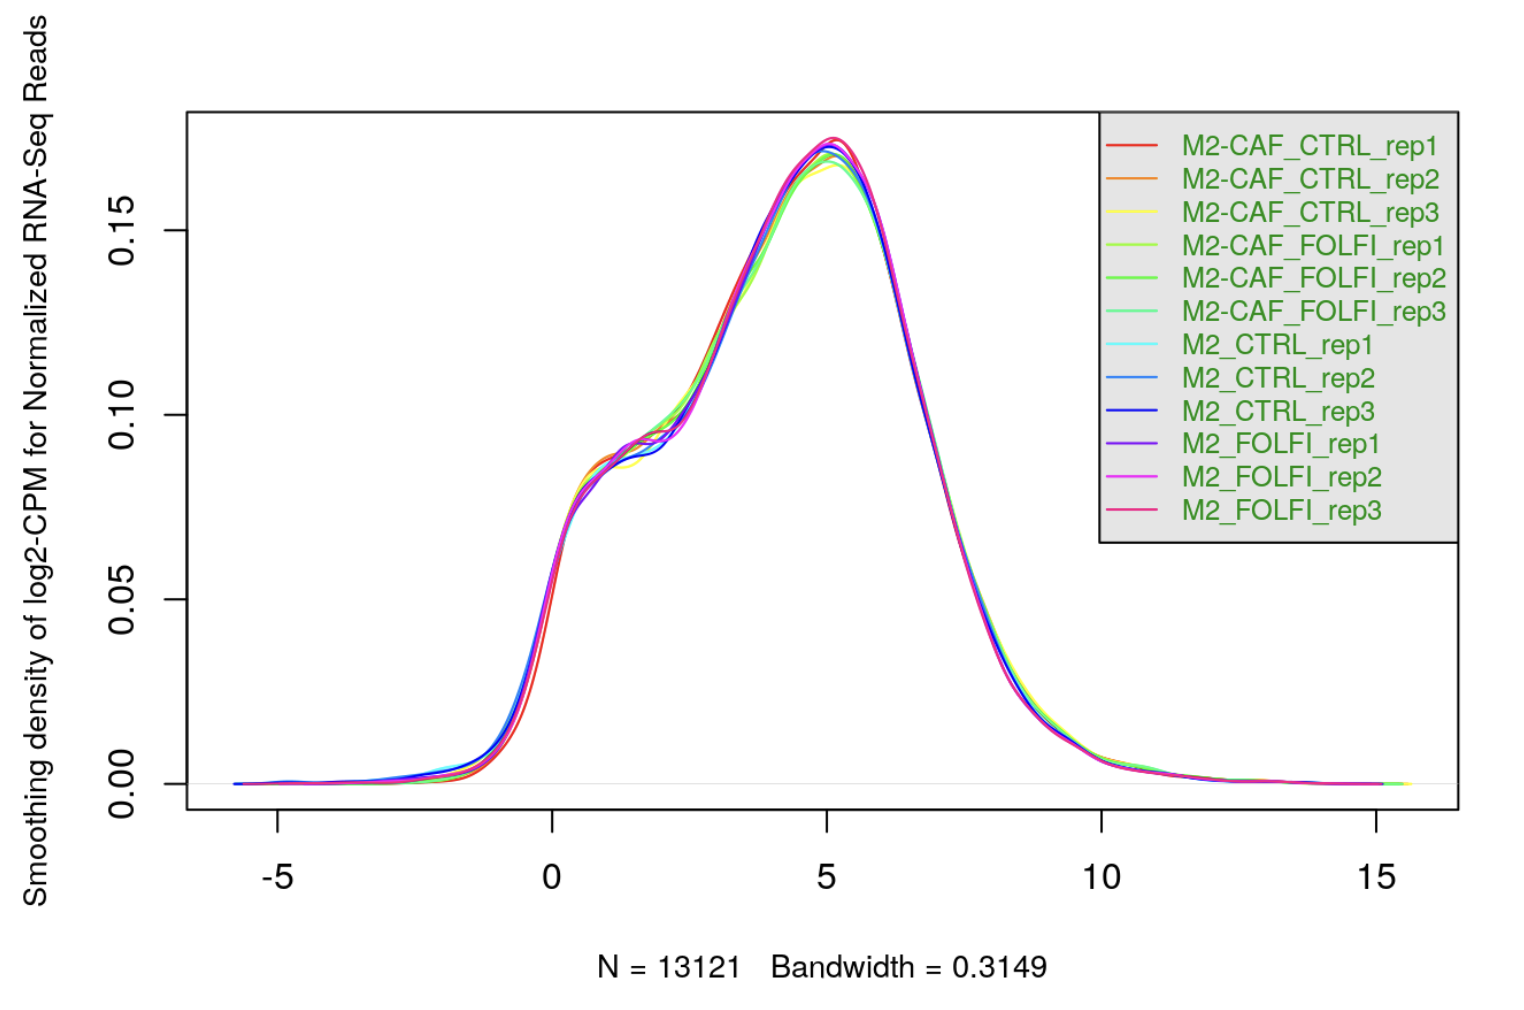 Smoothing density of log2-CPM for Normalized RNA-Seq Reads
0.15
0.10
0.05
0.00
M2-CAF_CTRL_rep1
M2-CAF_CTRL_rep2
M2-CAF_CTRL_rep3
M2-CAF_FOLFI_rep1
M2-CAF_FOLFI_rep2
M2-CAF_FOLFI_rep3
M2_CTRL_rep1
M2_CTRL_rep2
M2_CTRL_rep3
M2_FOLFI_rep1
M2_FOLFI_rep2
M2_FOLFI_rep3
-5 0 5 10 15
N = 13121 Bandwidth = 0.3149